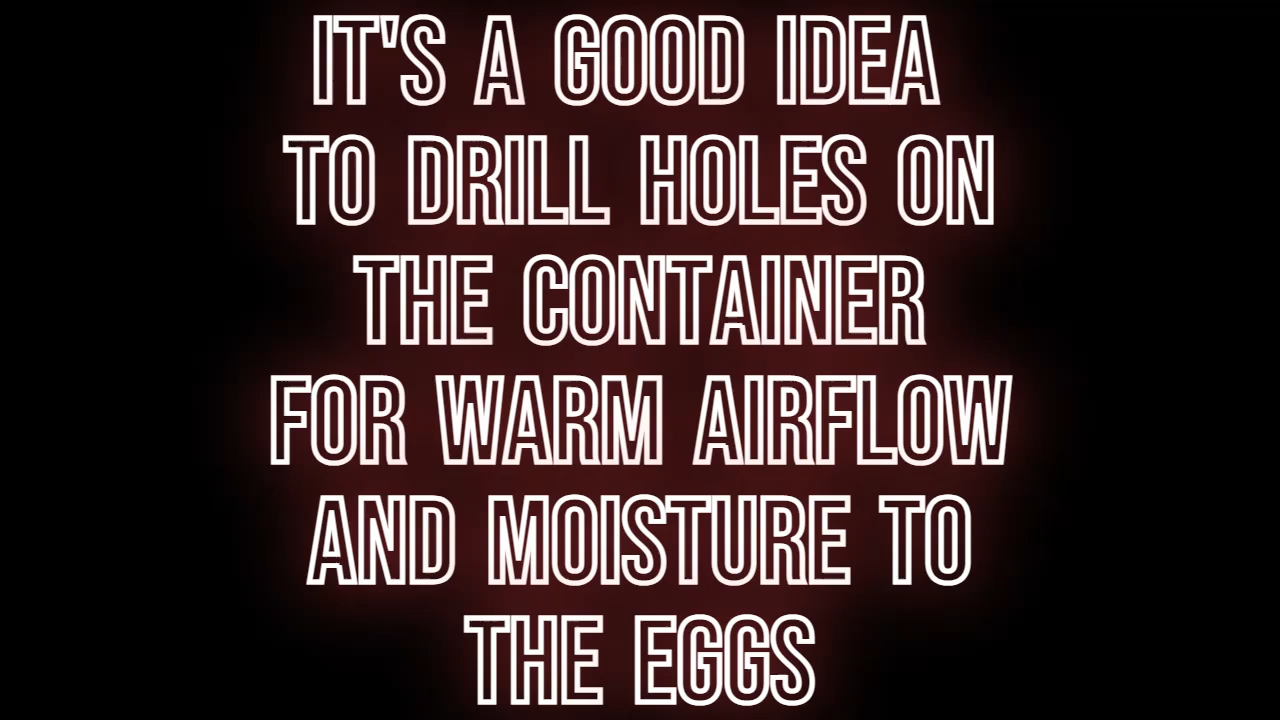 IT'S A GOOD IDEA
TO DRILL HOLES ON
THE CONTAINER
FOR WARM AIRFLOW
AND MOISTURE TO
THE EGGS